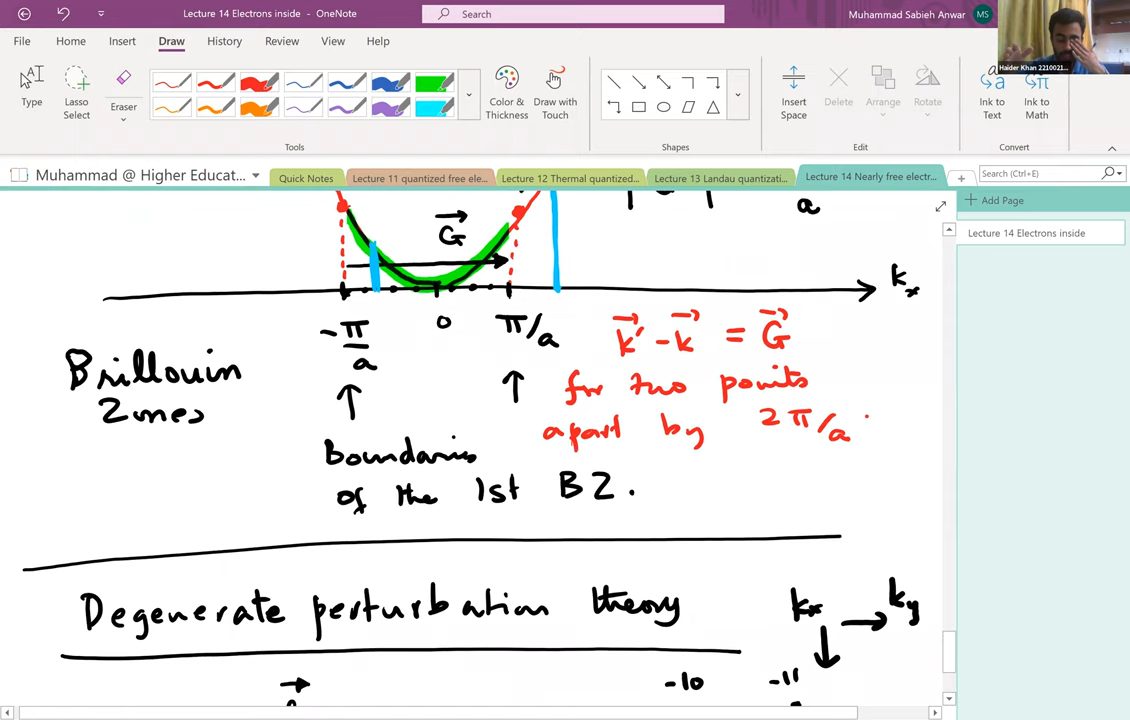 Lecture 14 Electrons inside - OneNote
Search
Muhammad Sabieh Anwar
MS
Haider Khan 2210021...
File Home Insert Draw History Review View Help
Type
Lasso Select
Eraser
Color & Thickness
Draw with Touch
Insert Space
Delete
Arrange
Rotate
Ink to Text
Ink to Math
Tools
Shapes
Edit
Convert
Muhammad @ Higher Educat...
Quick Notes
Lecture 11 quantized free ele...
Lecture 12 Thermal quantized...
Lecture 13 Landau quantizati...
Lecture 14 Nearly free electr...
Search (Ctrl+E)
Add Page
Lecture 14 Electrons inside
a
G
kx
-π/a 0 π/a
k' - k = G
for two points
apart by 2π/a
Brillouin
Zones
Boundaries
of the 1st BZ.
Degenerate perturbation theory
kx ky
-10 -11